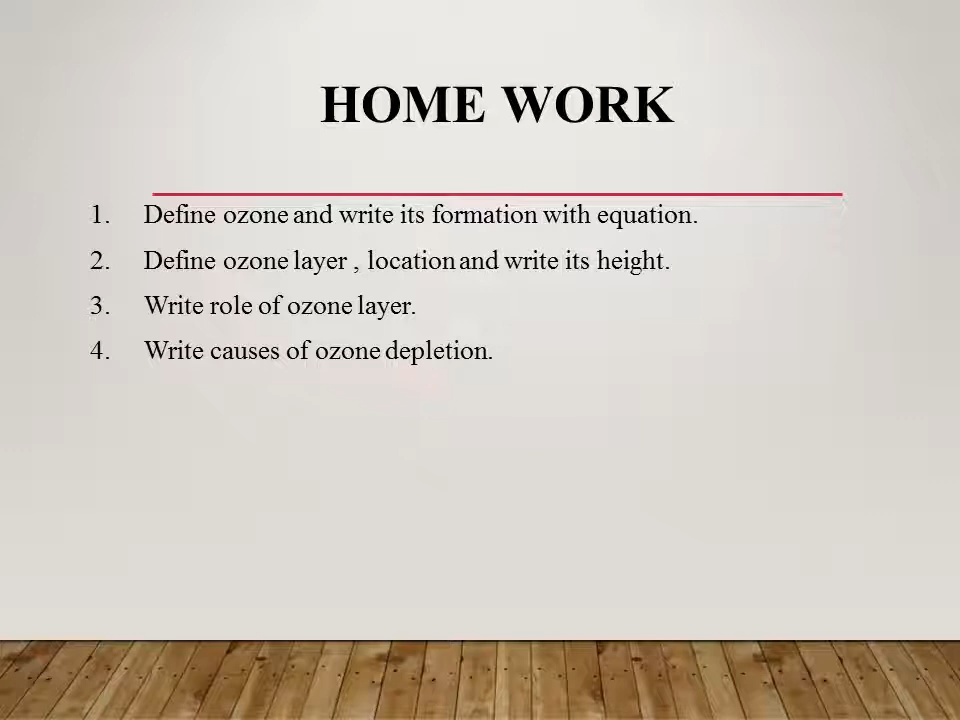 HOME WORK
1. Define ozone and write its formation with equation.
2. Define ozone layer , location and write its height.
3. Write role of ozone layer.
4. Write causes of ozone depletion.